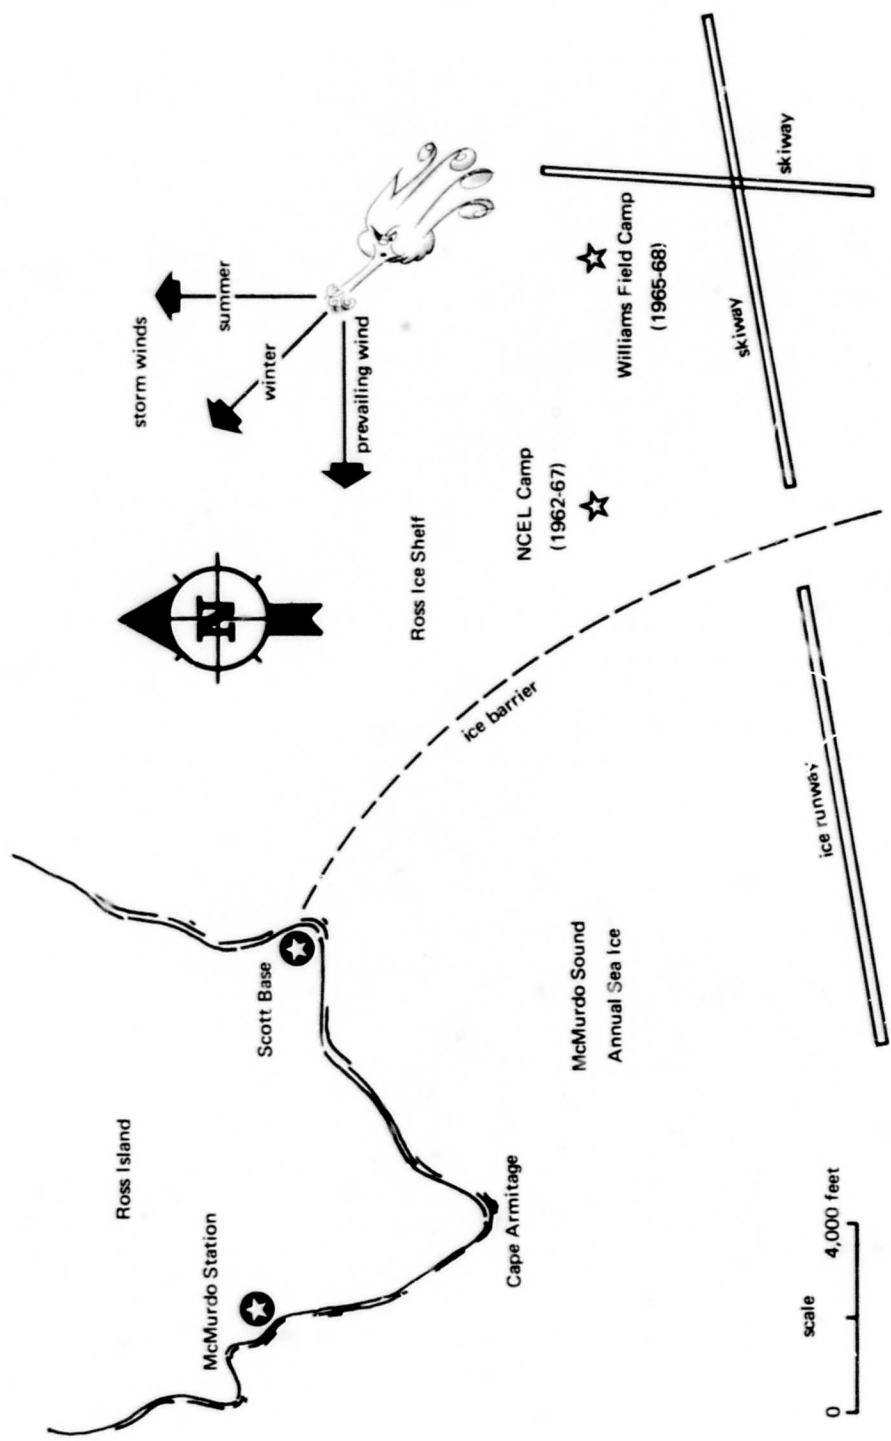 McMurdo Station
Ross Island
Scott Base
Cape Armitage
McMurdo Sound
Annual Sea Ice
scale
0
4,000 feet
N
Ross Ice Shelf
ice barrier
ice runway
storm winds
summer
winter
prevailing wind
NCEL Camp
(1962-67)
Williams Field Camp
(1965-68)
skiway
skiway